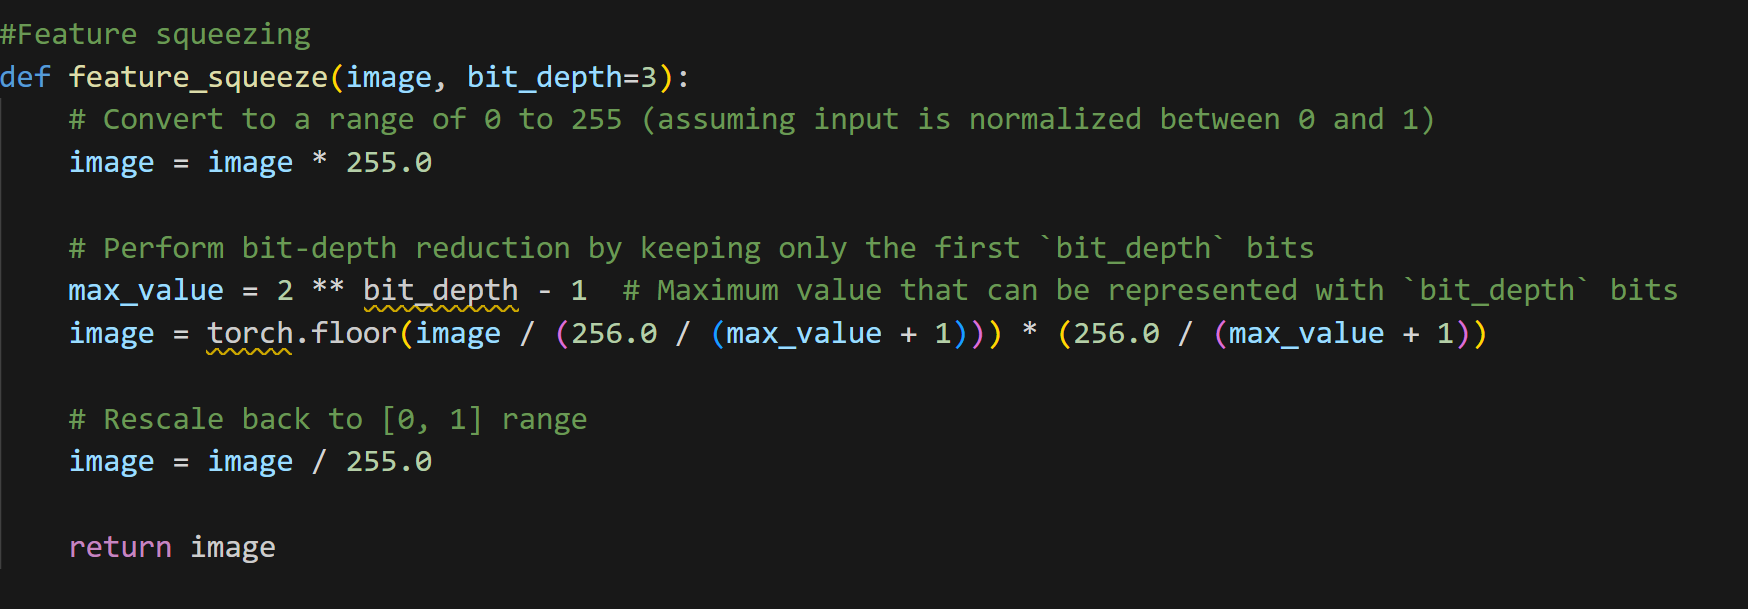 #Feature squeezing
def feature_squeeze(image, bit_depth=3):
    # Convert to a range of 0 to 255 (assuming input is normalized between 0 and 1)
    image = image * 255.0
    # Perform bit-depth reduction by keeping only the first `bit_depth` bits
    max_value = 2 ** bit_depth - 1  # Maximum value that can be represented with `bit_depth` bits
    image = torch.floor(image / (256.0 / (max_value + 1))) * (256.0 / (max_value + 1))
    # Rescale back to [0, 1] range
    image = image / 255.0
    return image